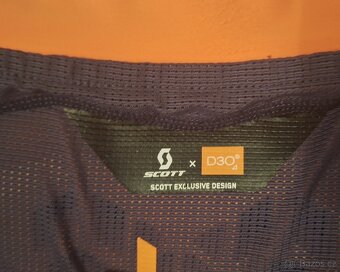 SCOTT × D3O®
SCOTT EXCLUSIVE DESIGN